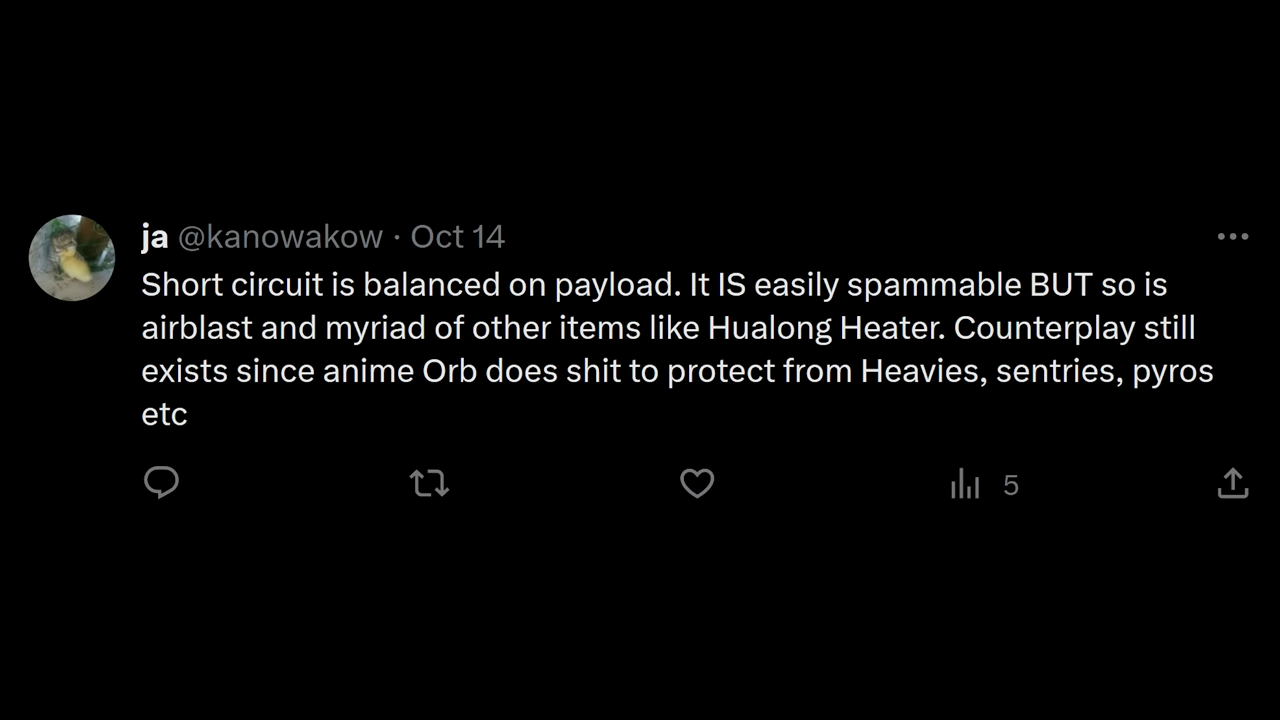 ja @kanowakow · Oct 14
Short circuit is balanced on payload. It IS easily spammable BUT so is
airblast and myriad of other items like Hualong Heater. Counterplay still
exists since anime Orb does shit to protect from Heavies, sentries, pyros
etc
5